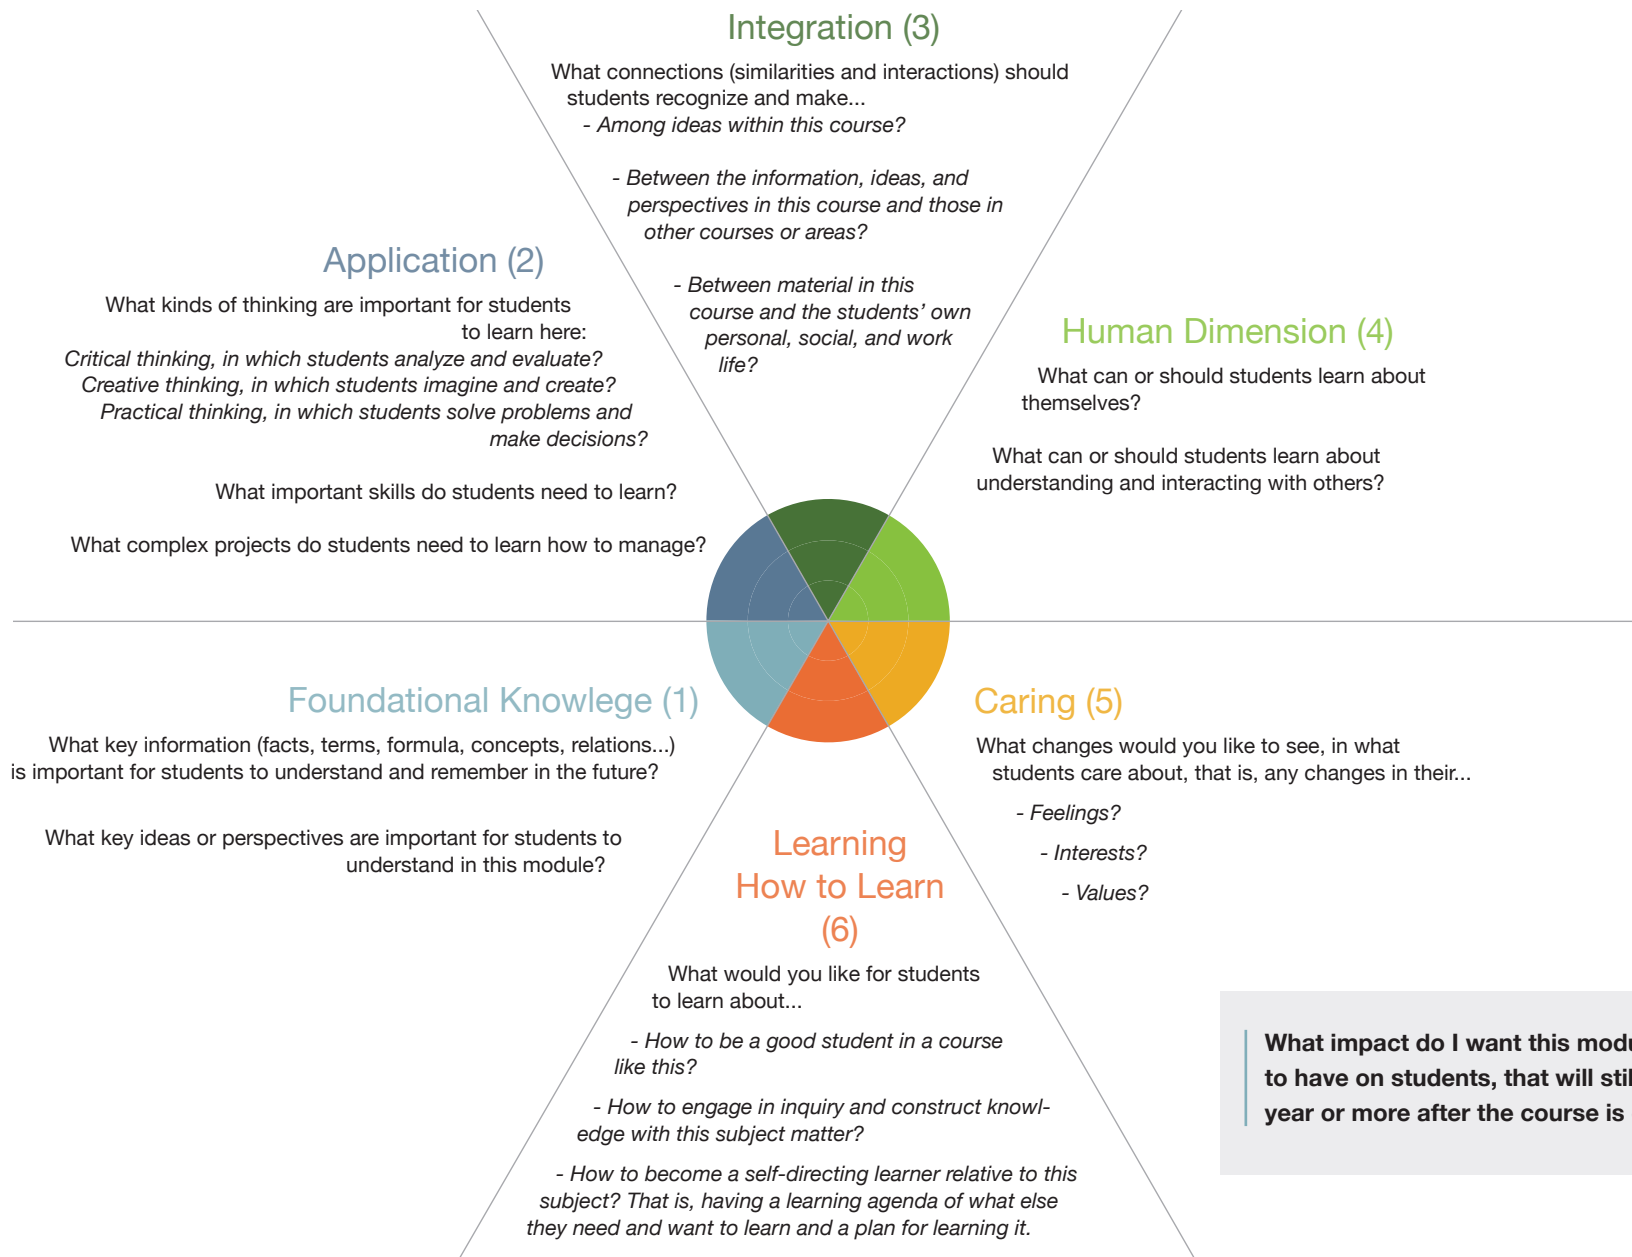 Integration (3)
What connections (similarities and interactions) should
students recognize and make...
- Among ideas within this course?
- Between the information, ideas, and
perspectives in this course and those in
other courses or areas?
- Between material in this
course and the students’ own
personal, social, and work
life?
Application (2)
What kinds of thinking are important for students
to learn here:
Critical thinking, in which students analyze and evaluate?
Creative thinking, in which students imagine and create?
Practical thinking, in which students solve problems and
make decisions?
What important skills do students need to learn?
What complex projects do students need to learn how to manage?
Human Dimension (4)
What can or should students learn about
themselves?
What can or should students learn about
understanding and interacting with others?
Foundational Knowlege (1)
What key information (facts, terms, formula, concepts, relations...)
is important for students to understand and remember in the future?
What key ideas or perspectives are important for students to
understand in this module?
Caring (5)
What changes would you like to see, in what
students care about, that is, any changes in their...
- Feelings?
- Interests?
- Values?
Learning
How to Learn
(6)
What would you like for students
to learn about...
- How to be a good student in a course
like this?
- How to engage in inquiry and construct knowl-
edge with this subject matter?
- How to become a self-directing learner relative to this
subject? That is, having a learning agenda of what else
they need and want to learn and a plan for learning it.
What impact do I want this
to have on students, that will
year or more after the course is